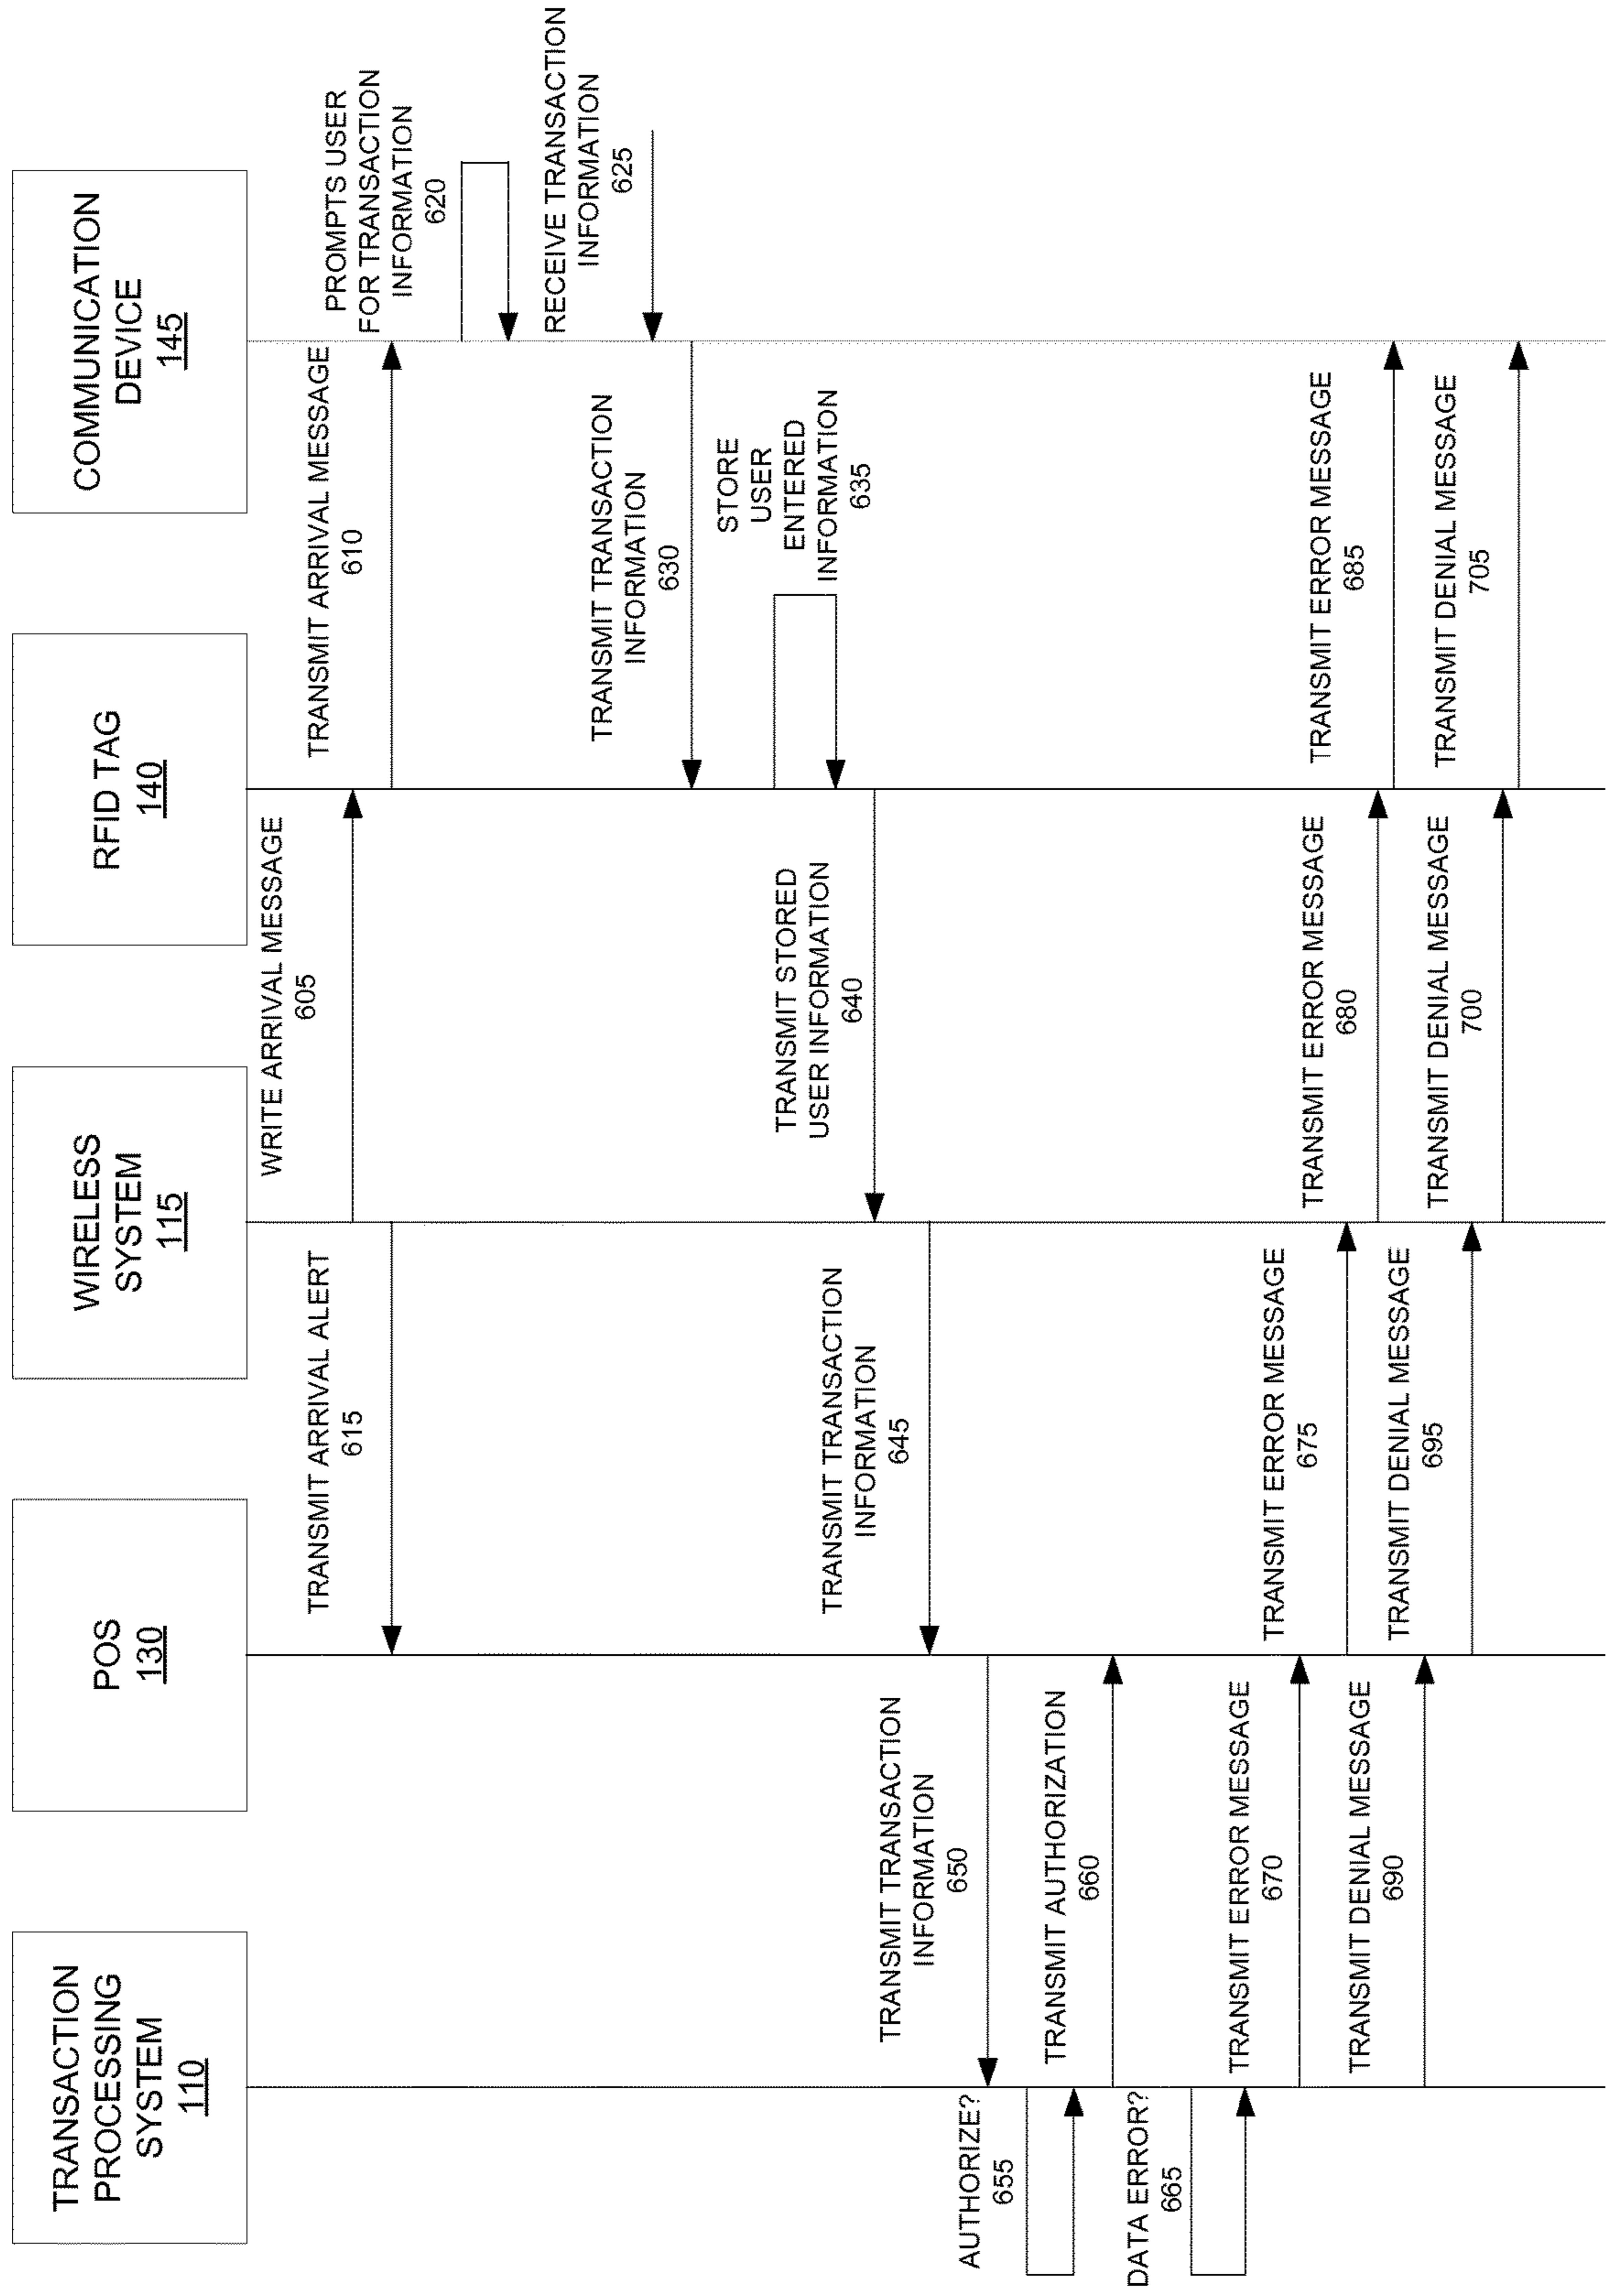 TRANSACTION
PROCESSING
SYSTEM
110
POS
130
WIRELESS
SYSTEM
115
RFID TAG
140
COMMUNICATION
DEVICE
145
WRITE ARRIVAL MESSAGE
605
TRANSMIT ARRIVAL ALERT
615
TRANSMIT ARRIVAL MESSAGE
610
PROMPTS USER
FOR TRANSACTION
INFORMATION
620
RECEIVE TRANSACTION
INFORMATION
625
TRANSMIT TRANSACTION
INFORMATION
630
STORE
USER
ENTERED
INFORMATION
635
TRANSMIT STORED
USER INFORMATION
640
TRANSMIT TRANSACTION
INFORMATION
645
TRANSMIT TRANSACTION
INFORMATION
650
AUTHORIZE?
655
TRANSMIT AUTHORIZATION
660
DATA ERROR?
665
TRANSMIT ERROR MESSAGE
670
TRANSMIT ERROR MESSAGE
675
TRANSMIT ERROR MESSAGE
680
TRANSMIT ERROR MESSAGE
685
TRANSMIT DENIAL MESSAGE
690
TRANSMIT DENIAL MESSAGE
695
TRANSMIT DENIAL MESSAGE
700
TRANSMIT DENIAL MESSAGE
705